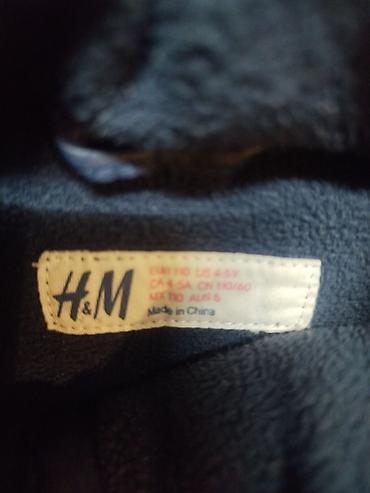 H&M
EUR 110 US 4-5Y
CA 4-5A CN 110/60
MX 110 AUS 5
Made in China